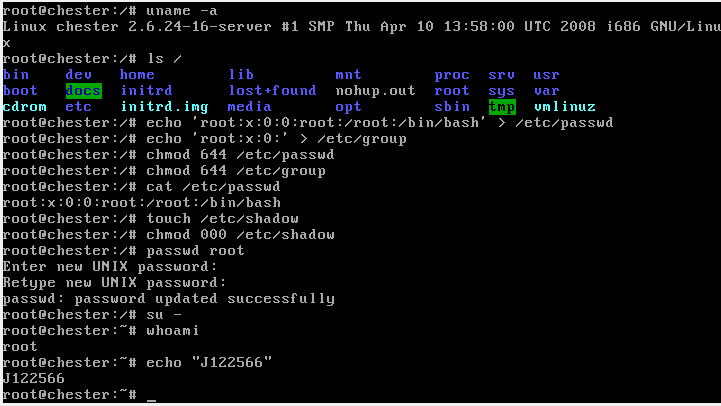 root@chester:/# uname -a
Linux chester 2.6.24-16-server #1 SMP Thu Apr 10 13:58:00 UTC 2008 i686 GNU/Linu
x
root@chester:/# ls /
bin dev home lib mnt proc srv usr
boot docs initrd lost+found nohup.out root sys var
cdrom etc initrd.img media opt sbin tmp vmlinuz
root@chester:/# echo 'root:x:0:0:root:/root:/bin/bash' > /etc/passwd
root@chester:/# echo 'root:x:0:' > /etc/group
root@chester:/# chmod 644 /etc/passwd
root@chester:/# chmod 644 /etc/group
root@chester:/# cat /etc/passwd
root:x:0:0:root:/root:/bin/bash
root@chester:/# touch /etc/shadow
root@chester:/# chmod 000 /etc/shadow
root@chester:/# passwd root
Enter new UNIX password:
Retype new UNIX password:
passwd: password updated successfully
root@chester:/# su -
root@chester:~# whoami
root
root@chester:~# echo "J122566"
J122566
root@chester:~# _